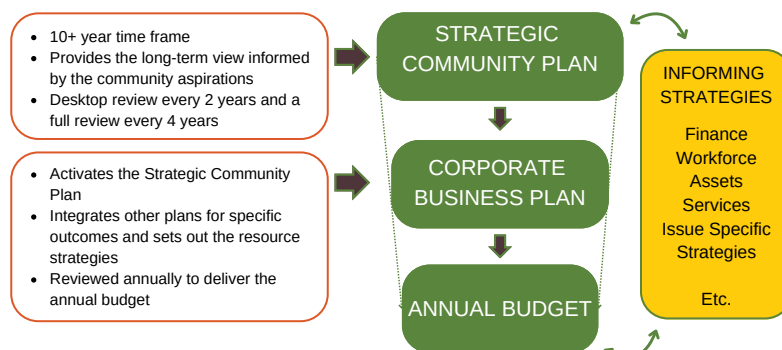 • 10+ year time frame
• Provides the long-term view informed
by the community aspirations
• Desktop review every 2 years and a
full review every 4 years
STRATEGIC
COMMUNITY PLAN
• Activates the Strategic Community
Plan
• Integrates other plans for specific
outcomes and sets out the resource
strategies
• Reviewed annually to deliver the
annual budget
CORPORATE
BUSINESS PLAN
ANNUAL BUDGET
INFORMING
STRATEGIES
Finance
Workforce
Assets
Services
Issue Specific
Strategies
Etc.